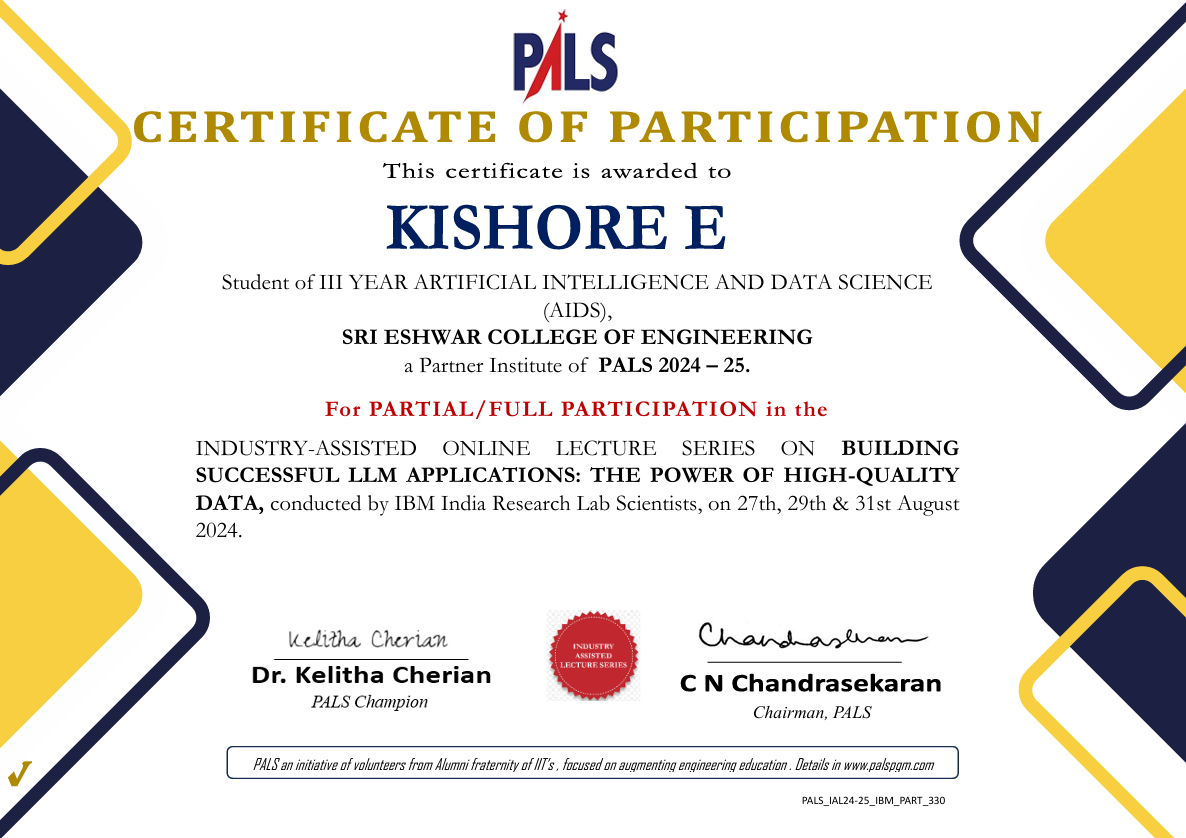 PALS
CERTIFICATE OF PARTICIPATION
This certificate is awarded to
KISHORE E
Student of III YEAR ARTIFICIAL INTELLIGENCE AND DATA SCIENCE
(AIDS),
SRI ESHWAR COLLEGE OF ENGINEERING
a Partner Institute of PALS 2024 – 25.
For PARTIAL/FULL PARTICIPATION in the
INDUSTRY-ASSISTED ONLINE LECTURE SERIES ON BUILDING
SUCCESSFUL LLM APPLICATIONS: THE POWER OF HIGH-QUALITY
DATA, conducted by IBM India Research Lab Scientists, on 27th, 29th & 31st August
2024.
Kelitha Cherian
Dr. Kelitha Cherian
PALS Champion
INDUSTRY
ASSISTED
LECTURE SERIES
Chandrasekaran
C N Chandrasekaran
Chairman, PALS
PALS an initiative of volunteers from Alumni fraternity of IIT's , focused on augmenting engineering education . Details in www.palspgm.com
PALS_IAL24-25_IBM_PART_330